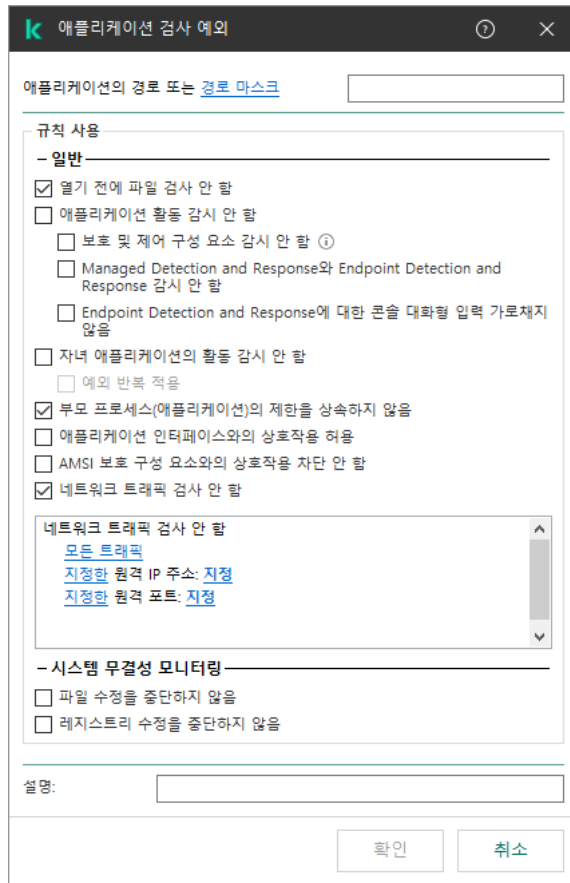 애플리케이션 검사 예외
애플리케이션의 경로 또는 경로 마스크
규칙 사용
일반
열기 전에 파일 검사 안 함
애플리케이션 활동 감시 안 함
보호 및 제어 구성 요소 감시 안 함
Managed Detection and Response와 Endpoint Detection and
Response 감시 안 함
Endpoint Detection and Response에 대한 콘솔 대화형 입력 가로채지
않음
자녀 애플리케이션의 활동 감시 안 함
예외 반복 적용
부모 프로세스(애플리케이션)의 제한을 상속하지 않음
애플리케이션 인터페이스와의 상호작용 허용
AMSI 보호 구성 요소와의 상호작용 차단 안 함
네트워크 트래픽 검사 안 함
네트워크 트래픽 검사 안 함
모든 트래픽
지정한 원격 IP 주소: 지정
지정한 원격 포트: 지정
시스템 무결성 모니터링
파일 수정을 중단하지 않음
레지스트리 수정을 중단하지 않음
설명:
확인 취소